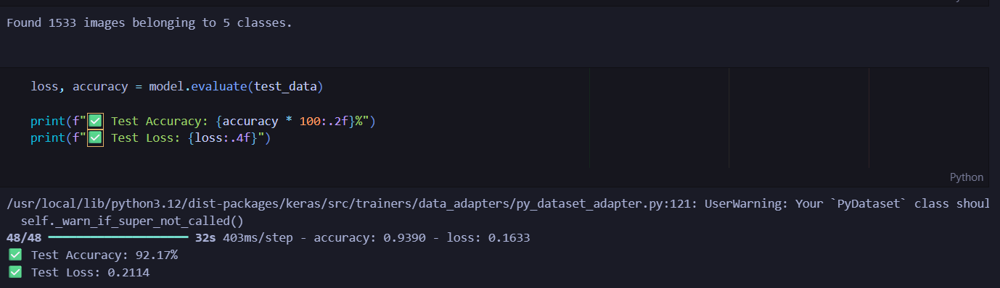 Found 1533 images belonging to 5 classes.
loss, accuracy = model.evaluate(test_data)
print(f"✅ Test Accuracy: {accuracy * 100:.2f}%")
print(f"✅ Test Loss: {loss:.4f}")
Python
/usr/local/lib/python3.12/dist-packages/keras/src/trainers/data_adapters/py_dataset_adapter.py:121: UserWarning: Your `PyDataset` class shoul
self._warn_if_super_not_called()
48/48 ━━━━━━━━━━━━━━━━━━━━ 32s 403ms/step - accuracy: 0.9390 - loss: 0.1633
✅ Test Accuracy: 92.17%
✅ Test Loss: 0.2114